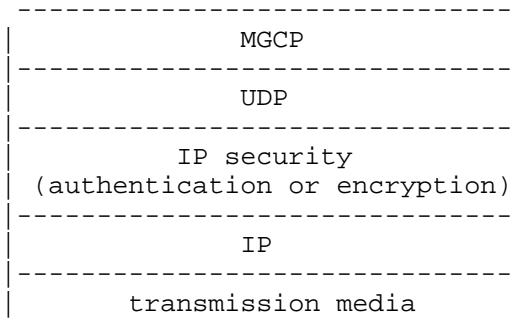 MGCP
UDP
IP security
(authentication or encryption)
IP
transmission media